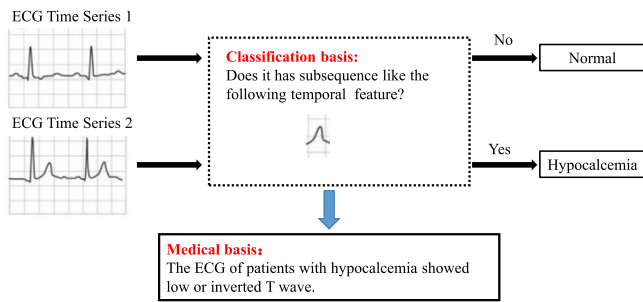 ECG Time Series 1
Classification basis:
Does it has subsequence like the
following temporal feature?
No
Normal
ECG Time Series 2
Yes
Hypocalcemia
Medical basis:
The ECG of patients with hypocalcemia showed
low or inverted T wave.